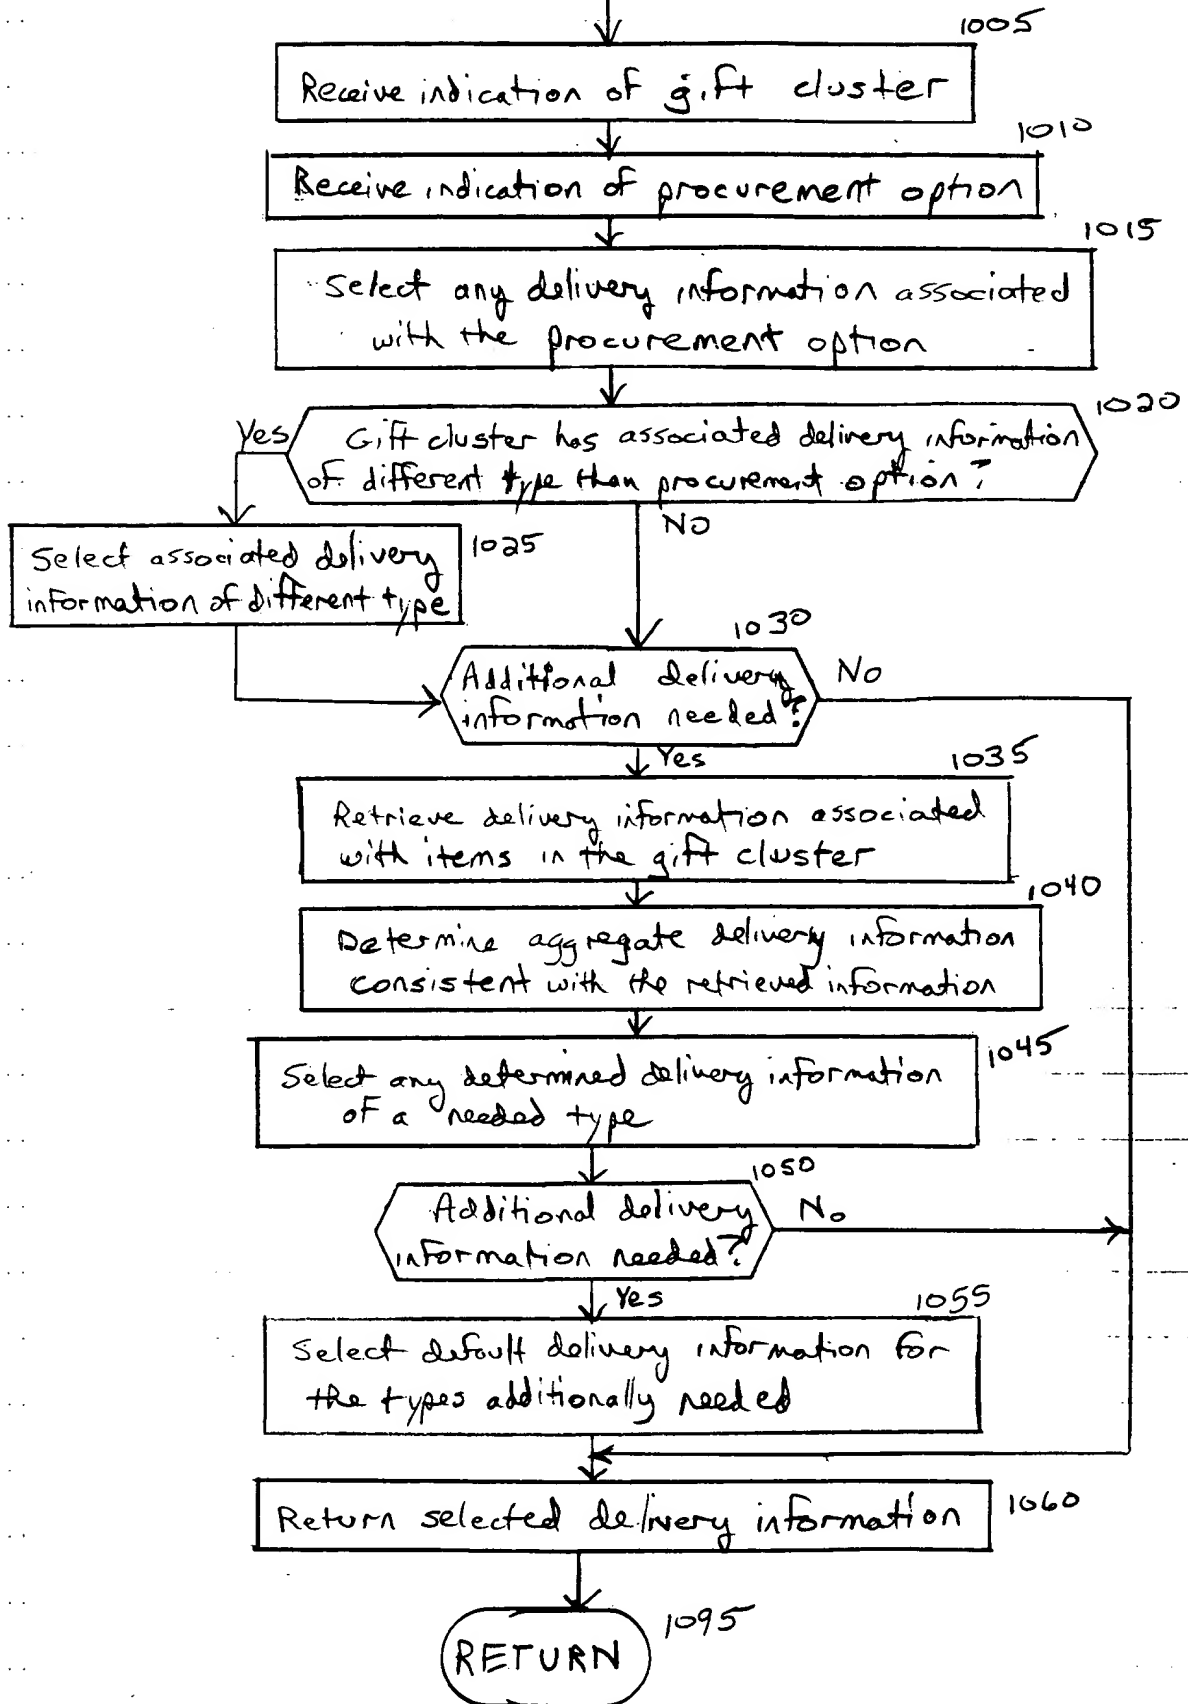 1005
Receive indication of gift cluster
1010
Receive indication of procurement option
1015
Select any delivery information associated
with the procurement option
1020
Yes
Gift cluster has associated delivery information
of different type than procurement option?
NO
1025
Select associated delivery
information of different type
1030
Additional delivery
information needed?
No
Yes
1035
Retrieve delivery information associated
with items in the gift cluster
1040
Determine aggregate delivery information
consistent with the retrieved information
1045
Select any determined delivery information
of a needed type
1050
Additional delivery
information needed?
No
Yes
1055
Select default delivery information for
the types additionally needed
Return selected delivery information
1060
1095
RETURN